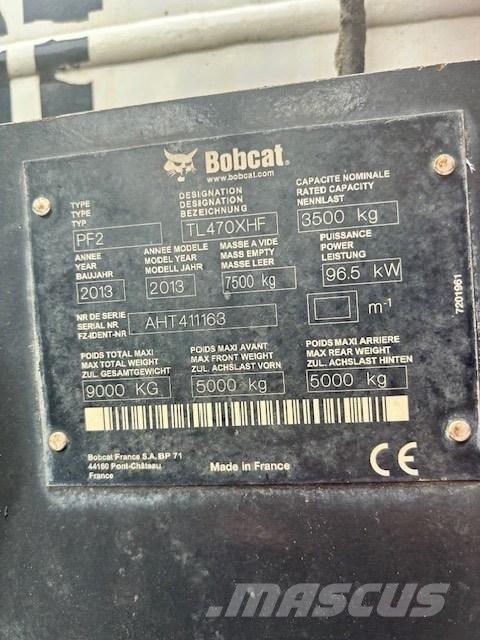 Bobcat®
www.bobcat.com
TYPE
TYPE
TYP
PF2
DESIGNATION
DESIGNATION
BEZEICHNUNG
TL470XHF
CAPACITE NOMINALE
RATED CAPACITY
NENNLAST
3500 kg
ANNEE
YEAR
BAUJAHR
2013
ANNEE MODELE
MODEL YEAR
MODELL JAHR
2013
MASSE A VIDE
MASS EMPTY
MASSE LEER
7500 kg
PUISSANCE
POWER
LEISTUNG
96.5 kW
NR DE SERIE
SERIAL NR
FZ-IDENT-NR
AHT411163
m⁻¹
7201961
POIDS TOTAL MAXI
MAX TOTAL WEIGHT
ZUL. GESAMTGEWICHT
9000 KG
POIDS MAXI AVANT
MAX FRONT WEIGHT
ZUL. ACHSLAST VORN
5000 kg
POIDS MAXI ARRIERE
MAX REAR WEIGHT
ZUL. ACHSLAST HINTEN
5000 kg
Bobcat France S.A. BP 71
44160 Pont-Château
France
Made in France
CE
MASCUS